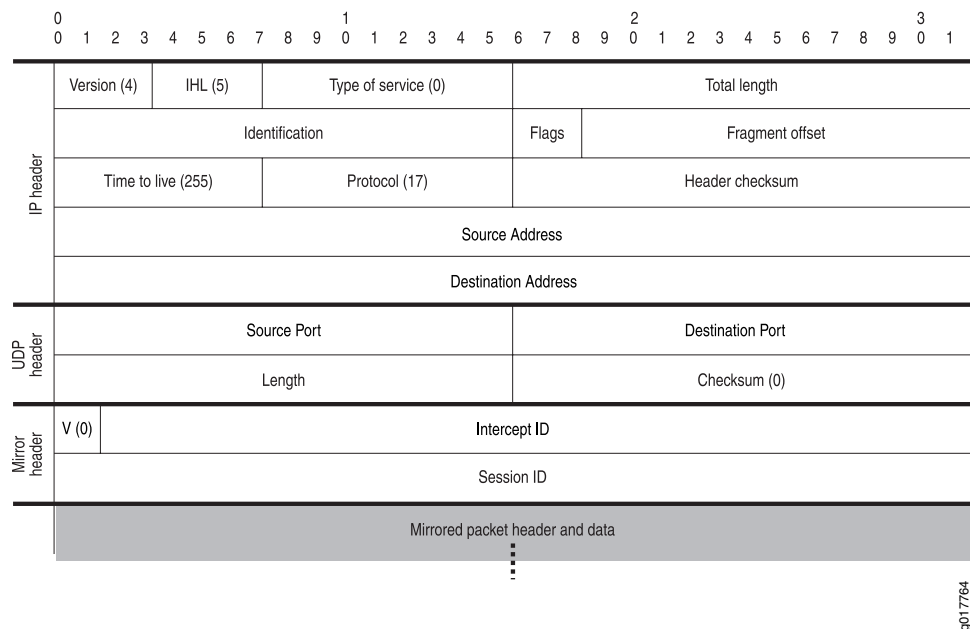 0 1 2 3
0 1 2 3 4 5 6 7 8 9 0 1 2 3 4 5 6 7 8 9 0 1 2 3 4 5 6 7 8 9 0 1
IP header
Version (4) IHL (5) Type of service (0) Total length
Identification Flags Fragment offset
Time to live (255) Protocol (17) Header checksum
Source Address
Destination Address
UDP
header
Source Port Destination Port
Length Checksum (0)
Mirror
header
V (0) Intercept ID
Session ID
Mirrored packet header and data
g017764